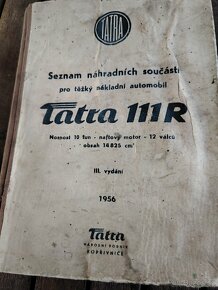 TATRA
Seznam náhradních součástí
pro těžký nákladní automobil
Tatra 111R
Nosnost 10 tun - naftový motor - 12 válců
obsah 14825 cm³
III. vydání
1956
Tatra
NÁRODNÍ PODNIK
KOPŘIVNICE